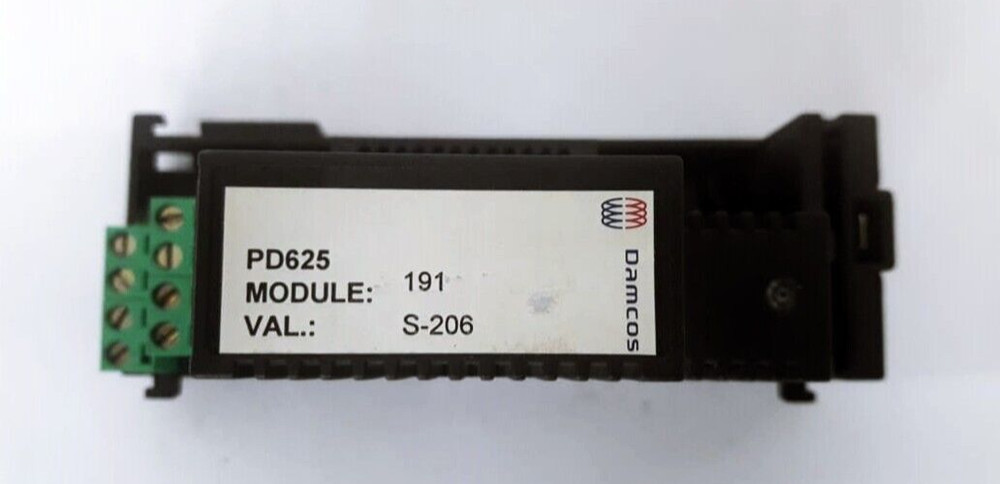 PD625
MODULE: 191
VAL.: S-206
Damcos